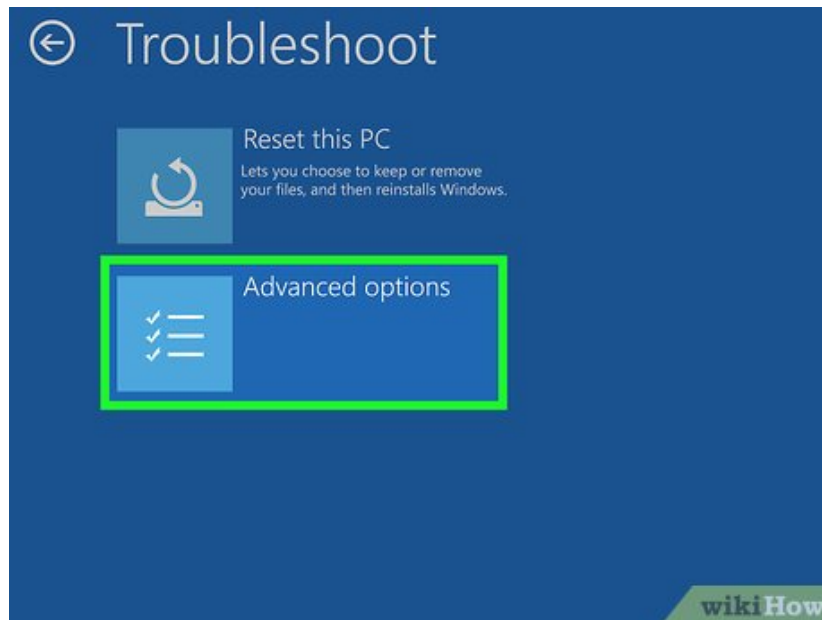 Troubleshoot
Reset this PC
Lets you choose to keep or remove
your files, and then reinstalls Windows.
Advanced options
wikiHow